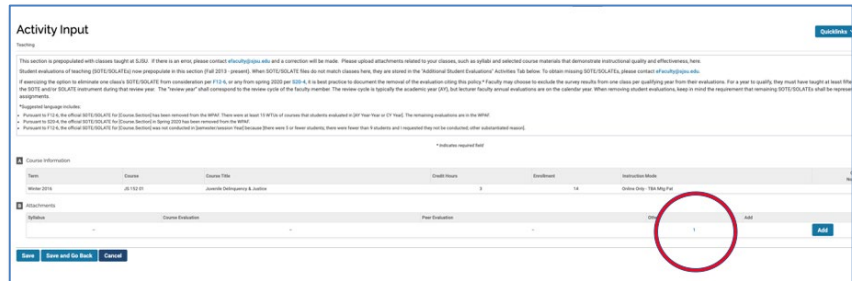 Activity Input
Quicklinks
Teaching
This section is prepopulated with classes taught at SJSU. If there is an error, please contact efaculty@sjsu.edu and a correction will be made. Please upload attachments related to your classes, such as syllabi and selected course materials that demonstrate instructional quality and effectiveness, here.
Student evaluations of teaching (SOTE/SOLATEs) now prepopulate in this section (Fall 2013 - present). When SOTE/SOLATE files do not match classes here, they are stored in the "Additional Student Evaluations" Activities Tab below. To obtain missing SOTE/SOLATEs, please contact efaculty@sjsu.edu.
If exercising the option to eliminate one class's SOTE/SOLATE from consideration per F12-6, or any from spring 2020 per S20-4, it is best practice to document the removal of the evaluation citing this policy.* Faculty may choose to exclude the survey results from one class per qualifying year from their evaluations. For a year to qualify, they must have taught at least
the SOTE and/or SOLATE instrument during that review year. The "review year" shall correspond to the review cycle of the faculty member. The review cycle is typically the academic year (AY), but lecturer faculty annual evaluations are on the calendar year. When removing student evaluations, keep in mind the requirement that remaining SOTE/SOLATEs shall be
assignments.
*Suggested language includes:
Pursuant to F12-6, the official SOTE/SOLATE for [Course/Section] has been removed from the WPAF. There were at least 15 WTUs of courses that students evaluated in [AY Year-Year or CY Year]. The remaining evaluations are in the WPAF.
Pursuant to S20-4, the official SOTE/SOLATE for [Course/Section] in Spring 2020 has been removed from the WPAF.
Pursuant to F12-6, the official SOTE/SOLATE for [Course/Section] was not conducted in [semester/session Year] because [there were 5 or fewer students; there were fewer than 9 students and I requested they not be conducted; other substantiated reason].
* Indicates required field
A Course Information
Term Course Course Title Credit Hours Enrollment Instruction Mode
Winter 2016 JS 132 01 Juvenile Delinquency & Justice 3 14 Online Only - TBA Mtg Pat
B Attachments
Syllabus Course Evaluation Peer Evaluation Other Add
- - - 1 Add
Save Save and Go Back Cancel